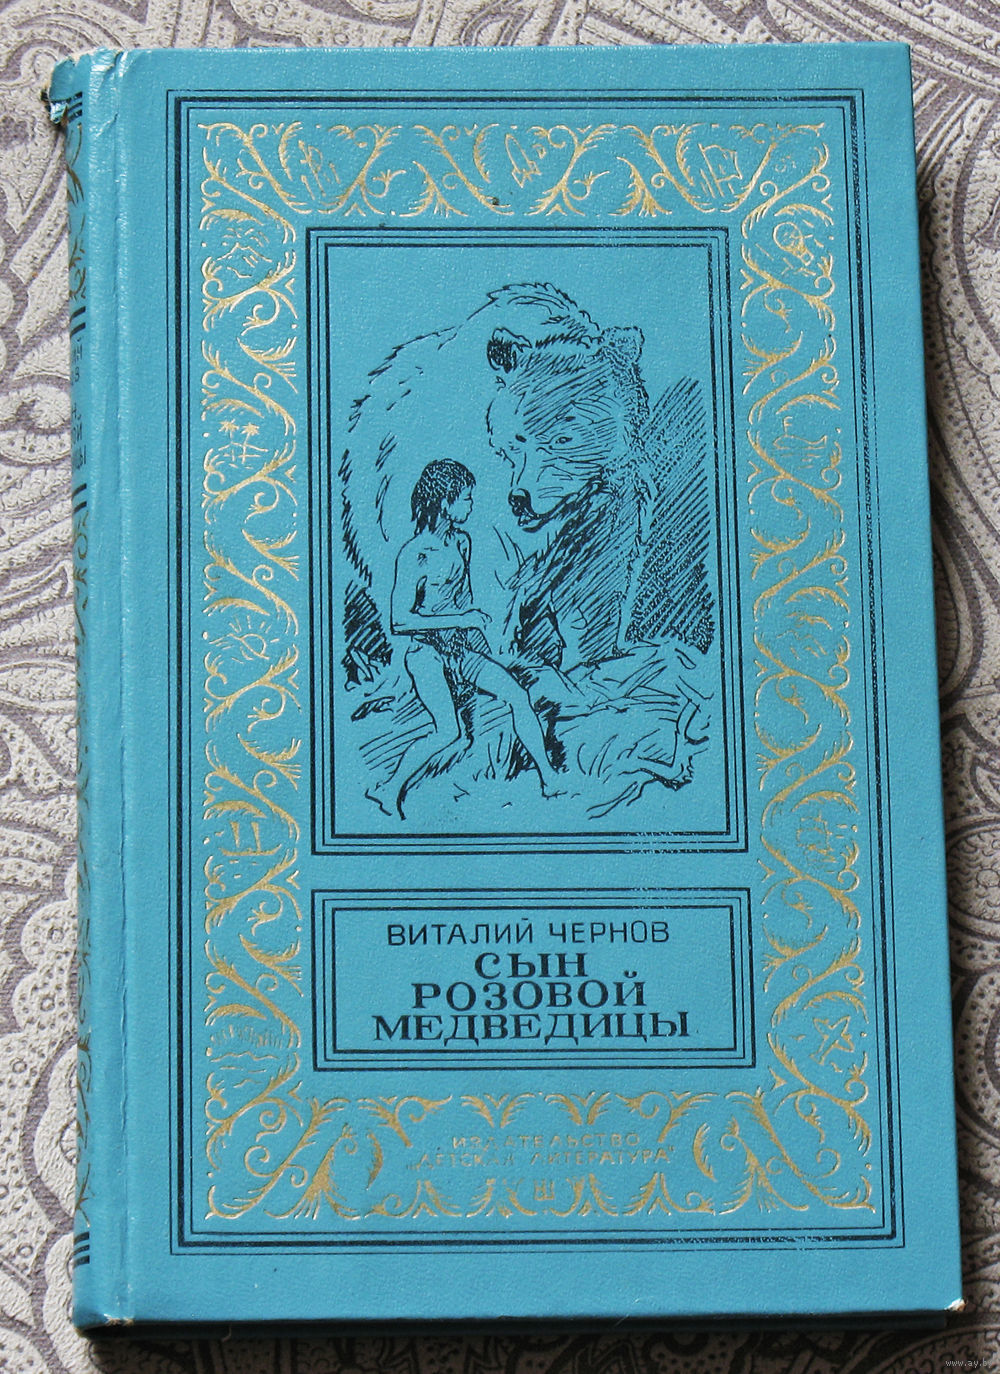 ВИТАЛИЙ ЧЕРНОВ
СЫН
РОЗОВОЙ
МЕДВЕДИЦЫ
ИЗДАТЕЛЬСТВО
„ДЕТСКАЯ ЛИТЕРАТУРА"